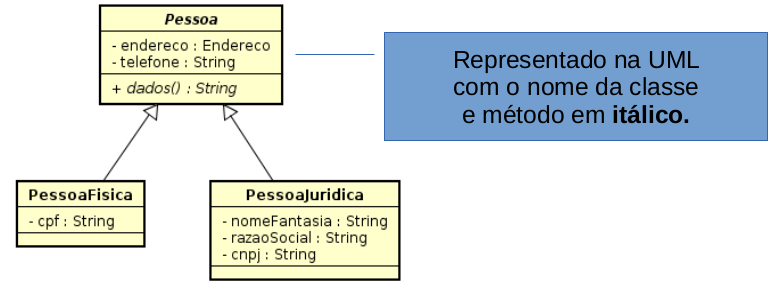 Pessoa
- endereco : Endereco
- telefone : String
+ dados() : String
Representado na UML
com o nome da classe
e método em itálico.
PessoaFisica
- cpf : String
PessoaJuridica
- nomeFantasia : String
- razaoSocial : String
- cnpj : String